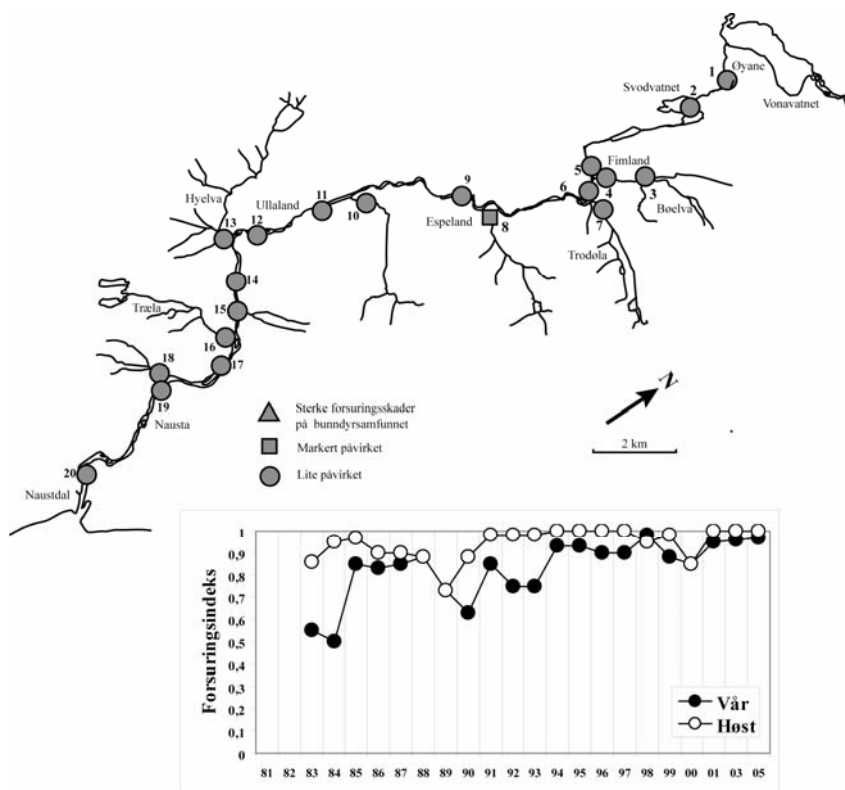 Øyane
1
Svodvatnet
2
Vonavatnet
5
Fimland
6
4
3
Bøelva
7
Trodøla
9
Espeland
8
Hyelva
Ullaland
11
10
13
12
14
15
Træla
16
17
18
19
Nausta
20
Naustdal
N
2 km
Sterke forsuringsskader
på bunndyrsamfunnet
Markert påvirket
Lite påvirket
Forsuringsindeks
1
0,9
0,8
0,7
0,6
0,5
0,4
0,3
0,2
0,1
0
Vår
Høst
81 82 83 84 85 86 87 88 89 90 91 92 93 94 95 96 97 98 99 00 01 03 05